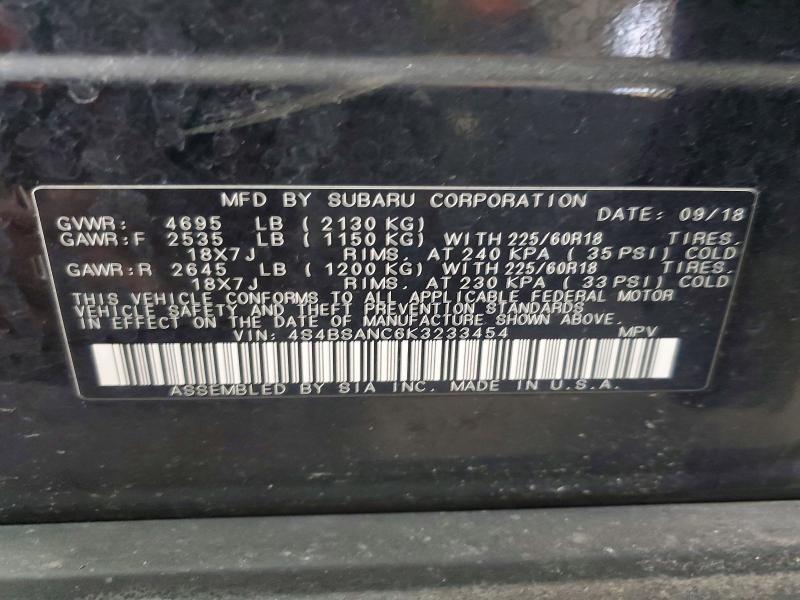 MFD BY SUBARU CORPORATION DATE: 09/18
GVWR: 4695 LB ( 2130 KG)
GAWR:F 2535 LB ( 1150 KG) WITH 225/60R18 TIRES.
18X7J RIMS, AT 240 KPA ( 35 PSI) COLD
GAWR:R 2645 LB ( 1200 KG) WITH 225/60R18 TIRES.
18X7J RIMS, AT 230 KPA ( 33 PSI) COLD
THIS VEHICLE CONFORMS TO ALL APPLICABLE FEDERAL MOTOR
VEHICLE SAFETY AND THEFT PREVENTION STANDARDS
IN EFFECT ON THE DATE OF MANUFACTURE SHOWN ABOVE.
VIN: 4S4BSANC6K3233454 MPV
ASSEMBLED BY SIA INC. MADE IN U.S.A.